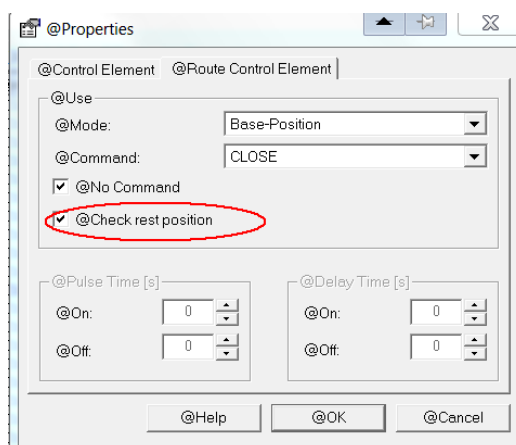 @Properties
@Control Element @Route Control Element
@Use
@Mode: Base-Position
@Command: CLOSE
@No Command
@Check rest position
@Pulse Time [s] @Delay Time [s]
@On: 0 @On: 0
@Off: 0 @Off: 0
@Help @OK @Cancel